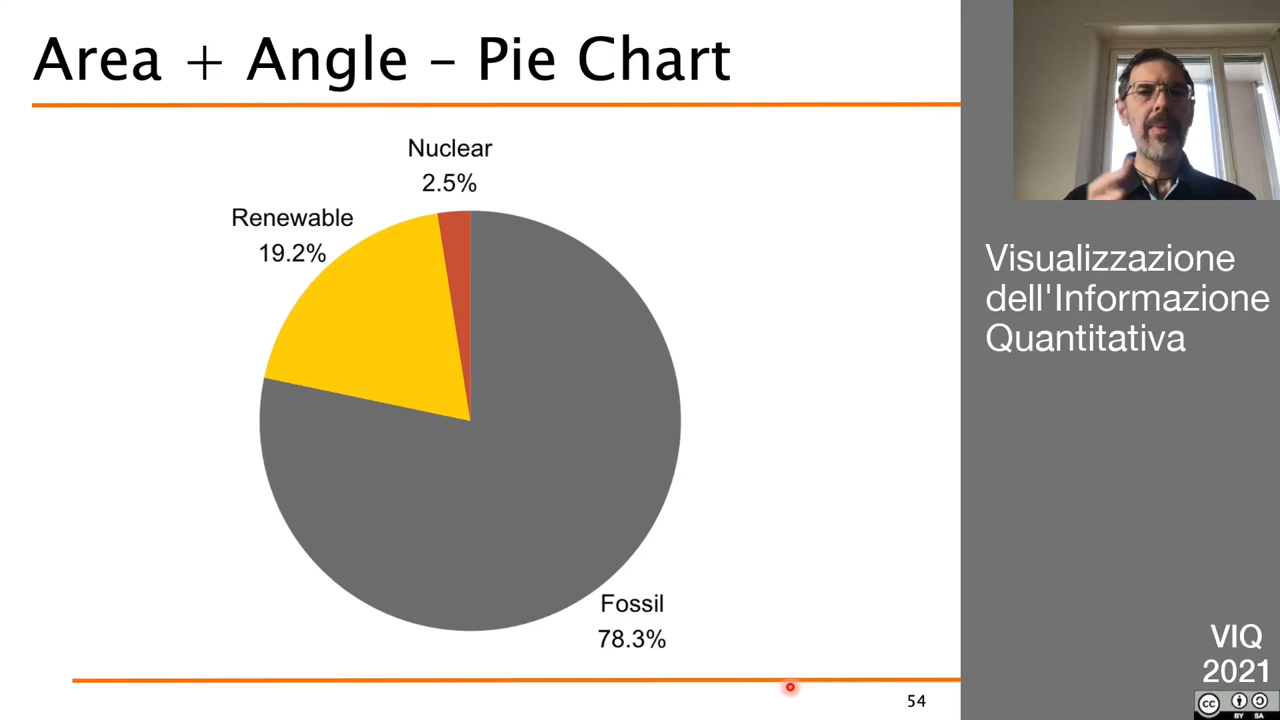 Area + Angle – Pie Chart
Nuclear
2.5%
Renewable
19.2%
Fossil
78.3%
54
Visualizzazione
dell'Informazione
Quantitativa
VIQ
2021
cc
BY SA